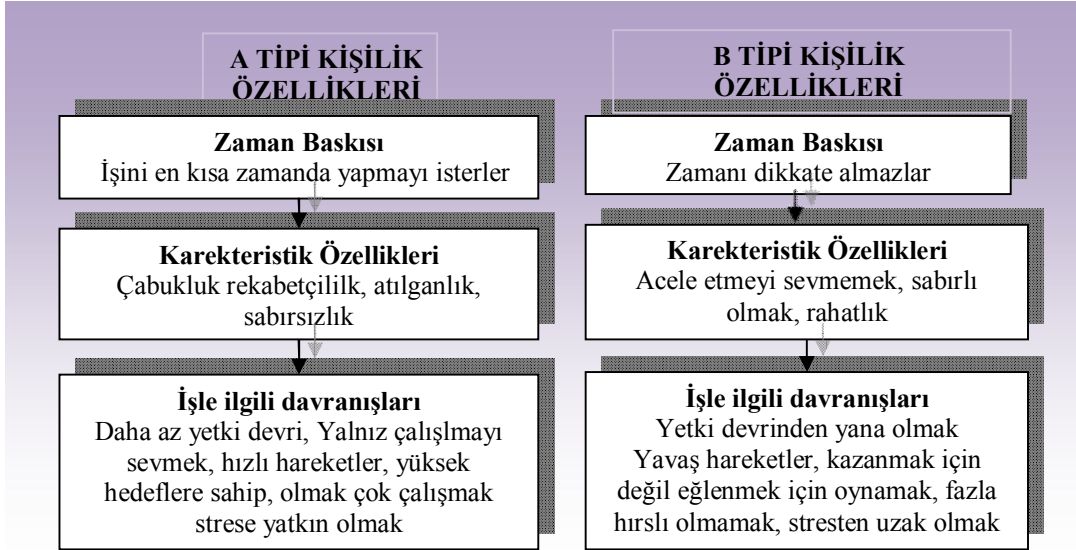 A TİPİ KİŞİLİK
ÖZELLİKLERİ
Zaman Baskısı
İşini en kısa zamanda yapmayı isterler
Karekteristik Özellikleri
Çabukluk rekabetçililk, atılganlık,
sabırsızlık
İşle ilgili davranışları
Daha az yetki devri, Yalnız çalışlmayı
sevmek, hızlı hareketler, yüksek
hedeflere sahip, olmak çok çalışmak
strese yatkın olmak
B TİPİ KİŞİLİK
ÖZELLİKLERİ
Zaman Baskısı
Zamanı dikkate almazlar
Karekteristik Özellikleri
Acele etmeyi sevmemek, sabırlı
olmak, rahatlık
İşle ilgili davranışları
Yetki devrinden yana olmak
Yavaş hareketler, kazanmak için
değil eğlenmek için oynamak, fazla
hırslı olmamak, stresten uzak olmak